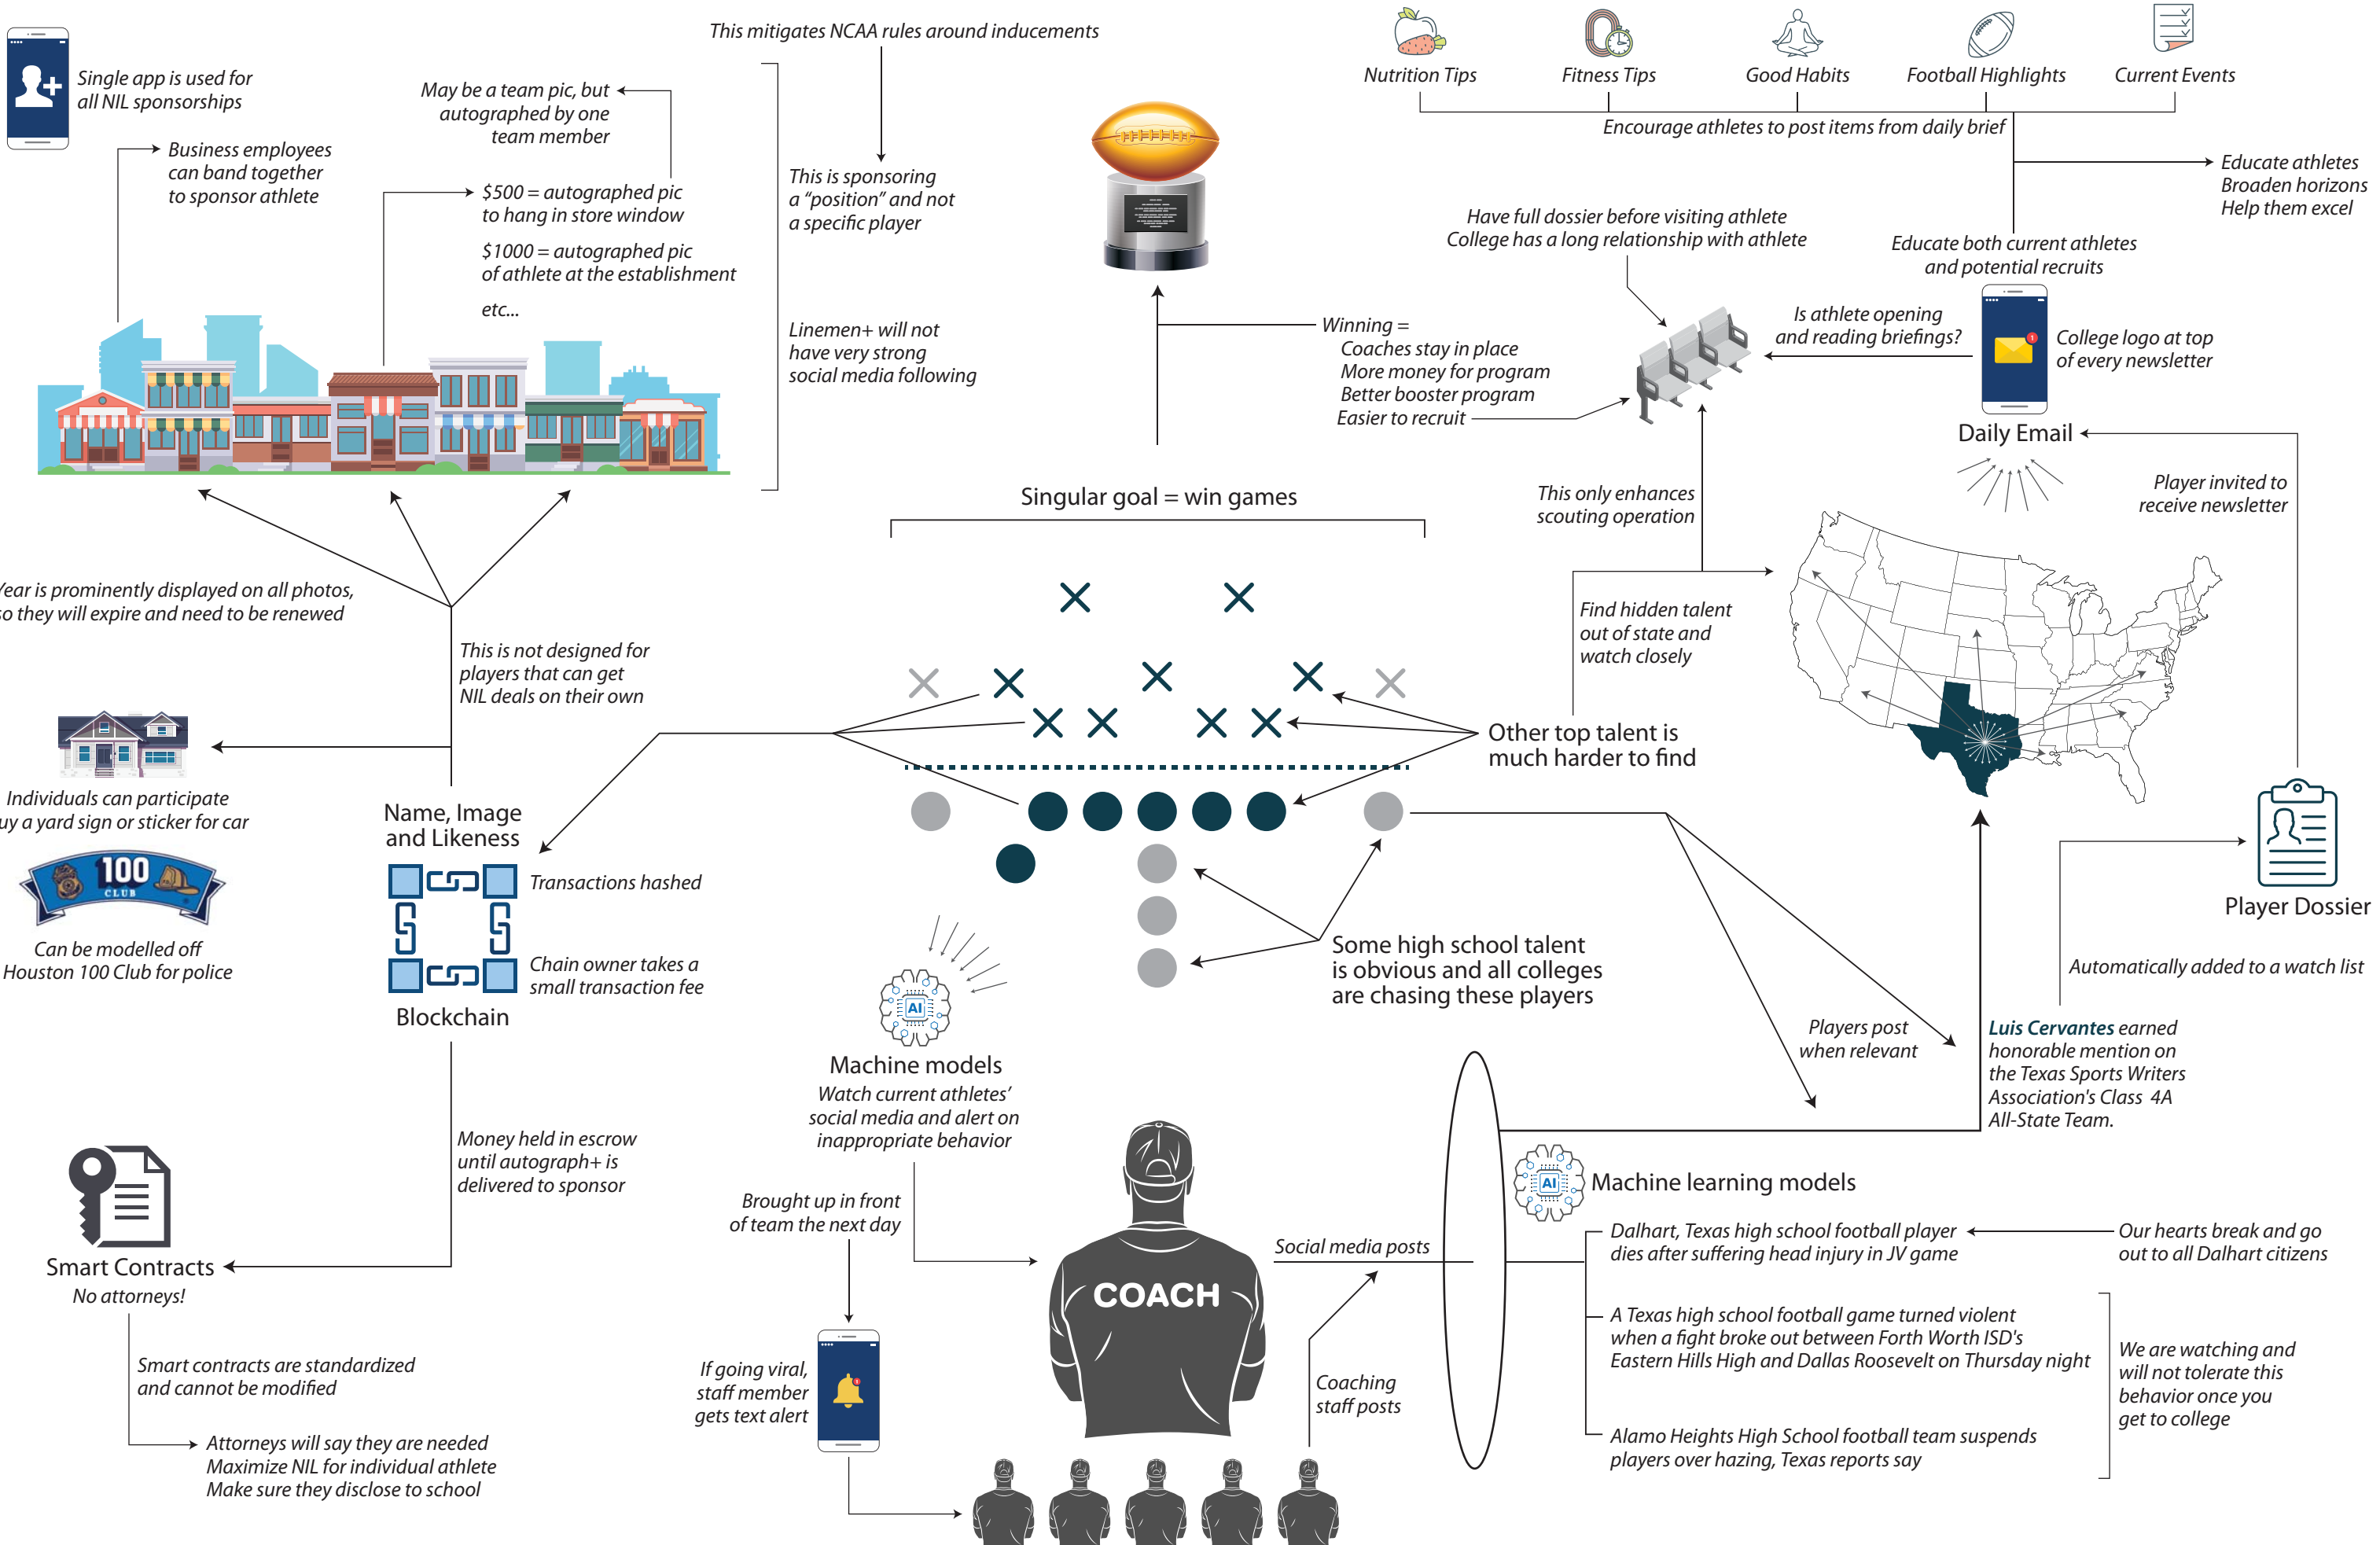 Single app is used for
all NIL sponsorships
Business employees
can band together
to sponsor athlete
May be a team pic, but
autographed by one
team member
$500 = autographed pic
to hang in store window
$1000 = autographed pic
of athlete at the establishment
etc...
This mitigates NCAA rules around inducements
This is sponsoring
a “position” and not
a specific player
Linemen+ will not
have very strong
social media following
Nutrition Tips
Fitness Tips
Good Habits
Football Highlights
Current Events
Encourage athletes to post items from daily brief
Educate athletes
Broaden horizons
Help them excel
Have full dossier before visiting athlete
College has a long relationship with athlete
Educate both current athletes
and potential recruits
Is athlete opening
and reading briefings?
1
College logo at top
of every newsletter
Daily Email
Winning =
Coaches stay in place
More money for program
Better booster program
Easier to recruit
This only enhances
scouting operation
Player invited to
receive newsletter
Singular goal = win games
Year is prominently displayed on all photos,
so they will expire and need to be renewed
This is not designed for
players that can get
NIL deals on their own
Find hidden talent
out of state and
watch closely
Other top talent is
much harder to find
Individuals can participate
uy a yard sign or sticker for car
100
CLUB
Can be modelled off
Houston 100 Club for police
Name, Image
and Likeness
Transactions hashed
Chain owner takes a
small transaction fee
Blockchain
Some high school talent
is obvious and all colleges
are chasing these players
Player Dossier
Automatically added to a watch list
Players post
when relevant
Luis Cervantes earned
honorable mention on
the Texas Sports Writers
Association's Class 4A
All-State Team.
AI
Machine models
Watch current athletes’
social media and alert on
inappropriate behavior
Money held in escrow
until autograph+ is
delivered to sponsor
Smart Contracts
No attorneys!
Smart contracts are standardized
and cannot be modified
Attorneys will say they are needed
Maximize NIL for individual athlete
Make sure they disclose to school
Brought up in front
of team the next day
If going viral,
staff member
gets text alert
1
COACH
Social media posts
Coaching
staff posts
AI
Machine learning models
Dalhart, Texas high school football player
dies after suffering head injury in JV game
Our hearts break and go
out to all Dalhart citizens
A Texas high school football game turned violent
when a fight broke out between Forth Worth ISD's
Eastern Hills High and Dallas Roosevelt on Thursday night
Alamo Heights High School football team suspends
players over hazing, Texas reports say
We are watching and
will not tolerate this
behavior once you
get to college